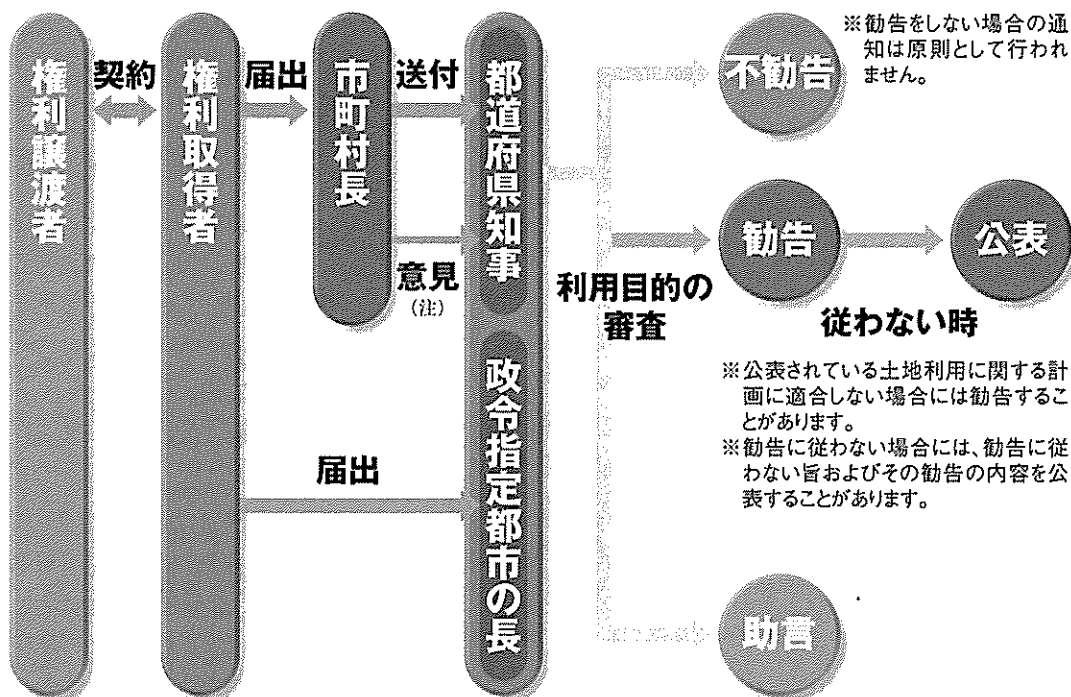 権利譲渡者
契約
権利取得者
届出
市町村長
送付
意見
(注)
都道府県知事
届出
政令指定都市の長
利用目的の
審査
不勧告
※勧告をしない場合の通
知は原則として行われ
ません。
勧告
公表
従わない時
※公表されている土地利用に関する計
画に適合しない場合には勧告するこ
とがあります。
※勧告に従わない場合には、勧告に従
わない旨およびその勧告の内容を公
表することがあります。
助言